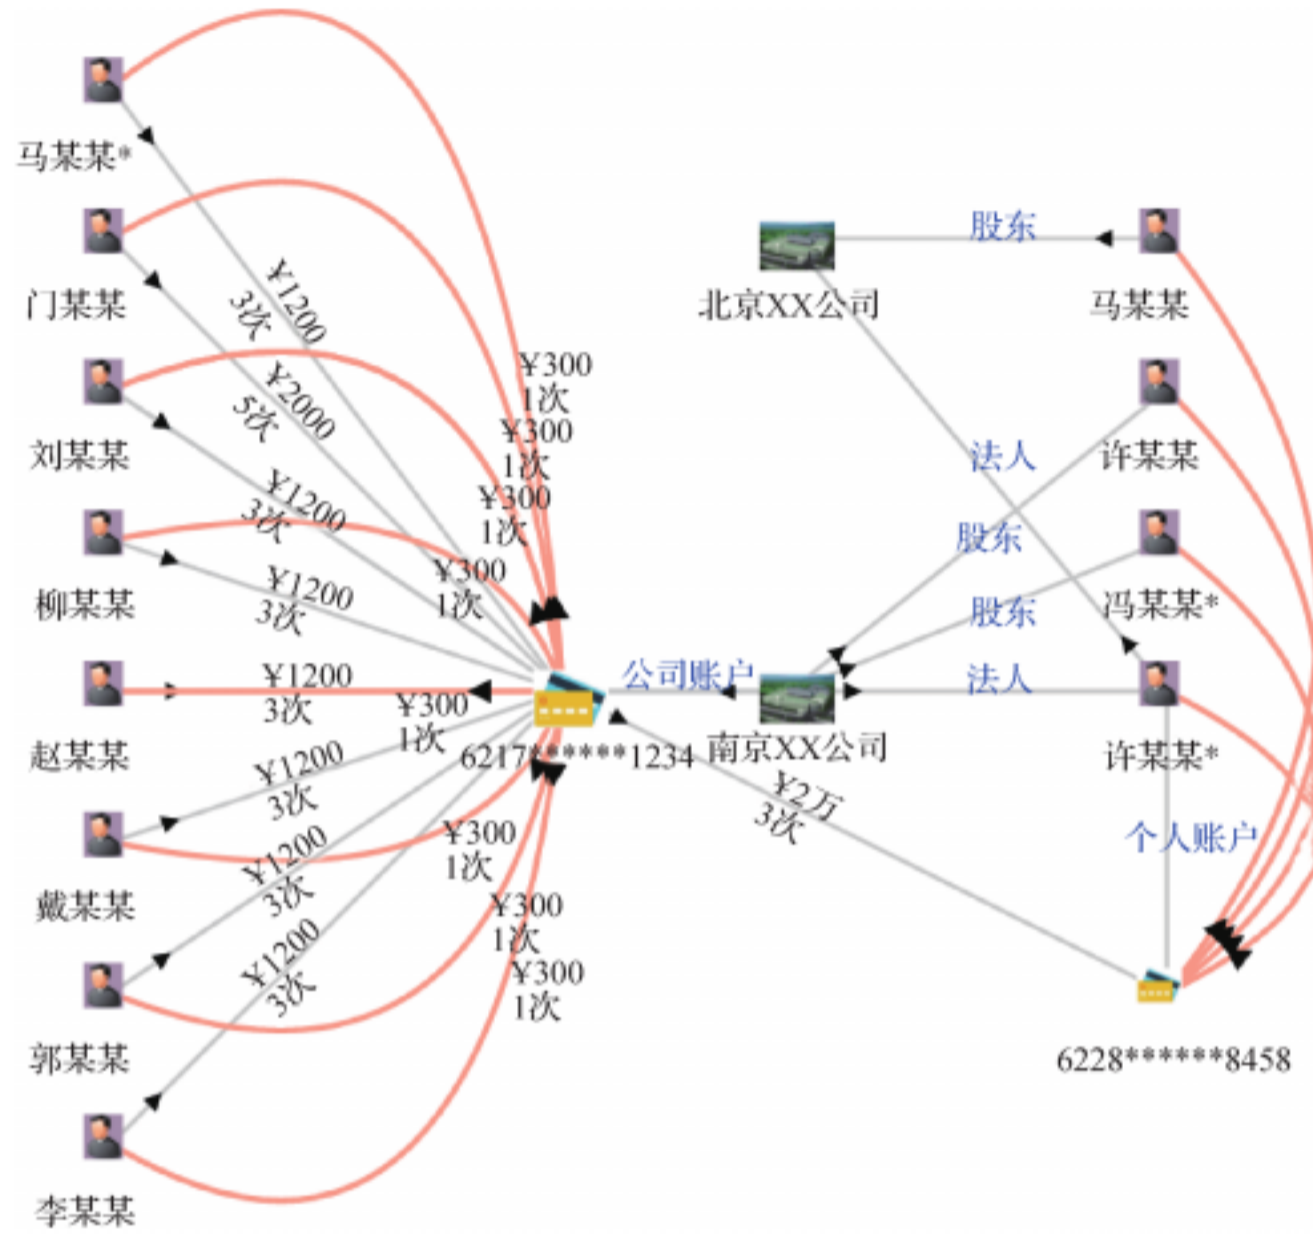 马某某*
门某某
刘某某
柳某某
赵某某
戴某某
郭某某
李某某
¥1200
3次
¥2000
5次
¥1200
3次
¥1200
3次
¥1200
3次
¥1200
3次
¥1200
3次
¥1200
3次
¥300
1次
¥300
1次
¥300
1次
¥300
1次
¥300
1次
¥300
1次
¥300
1次
¥300
1次
6217******1234
公司账户
北京XX公司
南京XX公司
¥2万
3次
股东
法人
股东
股东
法人
马某某
许某某
冯某某*
许某某*
个人账户
6228******8458